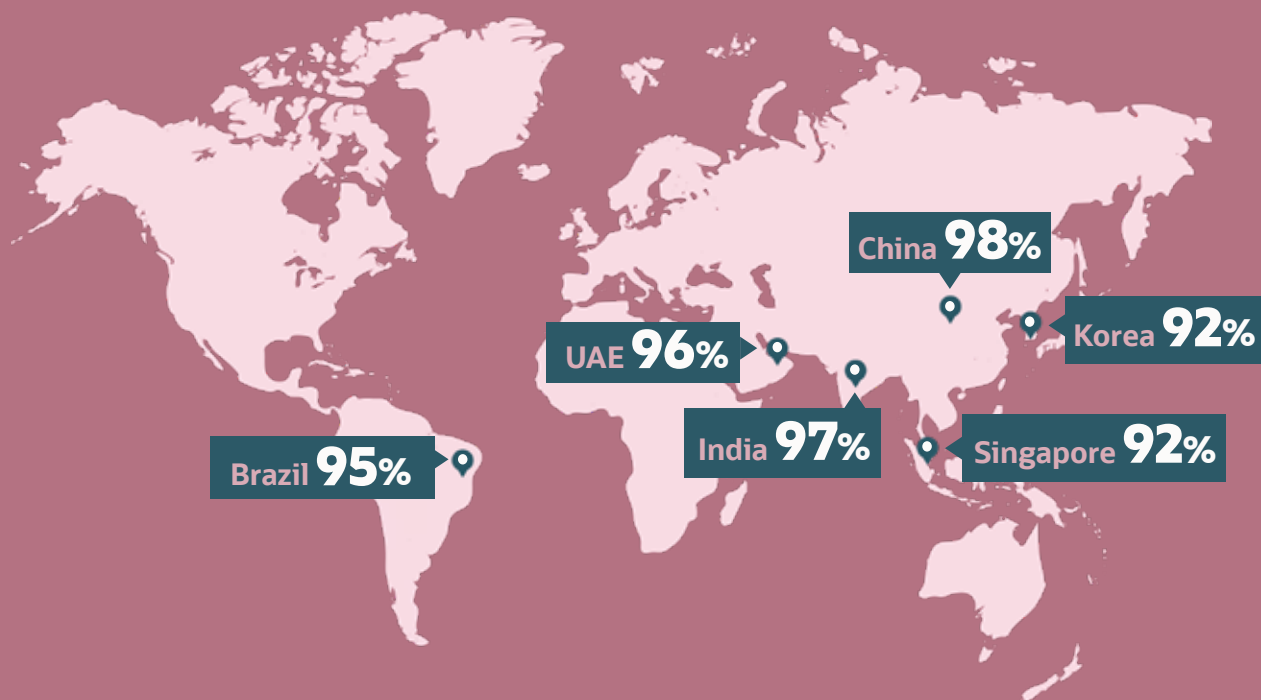 China 98%
Korea 92%
UAE 96%
India 97%
Singapore 92%
Brazil 95%